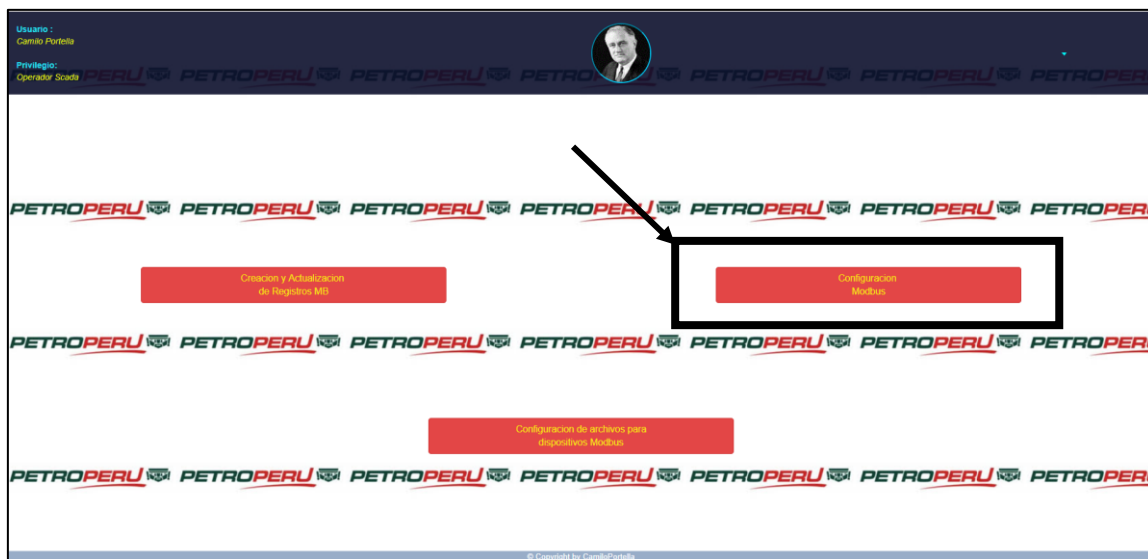 Usuario :
Camilo Portella
Privilegio:
Operador Scada
PETROPERU PETROPERU PETROPERU PETROPERU PETROPERU PETROPERU
PETROPERU PETROPERU PETROPERU PETROPERU PETROPERU PETROPERU PETROPERU
Creacion y Actualizacion
de Registros MB
Configuracion
Modbus
PETROPERU PETROPERU PETROPERU PETROPERU PETROPERU PETROPERU PETROPERU
Configuracion de archivos para
dispositivos Modbus
PETROPERU PETROPERU PETROPERU PETROPERU PETROPERU PETROPERU PETROPERU
© Copyright by CamiloPortella